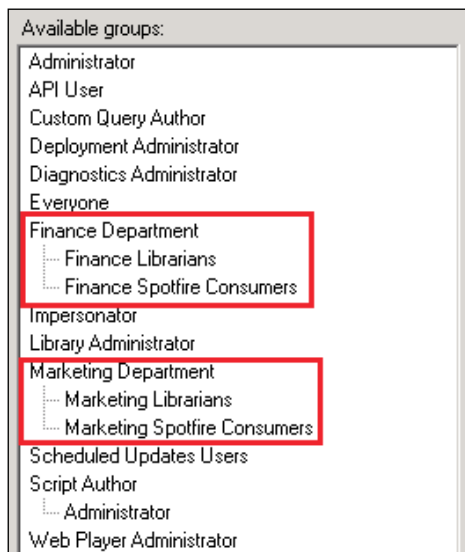 Available groups:
Administrator
API User
Custom Query Author
Deployment Administrator
Diagnostics Administrator
Everyone
Finance Department
Finance Librarians
Finance Spotfire Consumers
Impersonator
Library Administrator
Marketing Department
Marketing Librarians
Marketing Spotfire Consumers
Scheduled Updates Users
Script Author
Administrator
Web Player Administrator